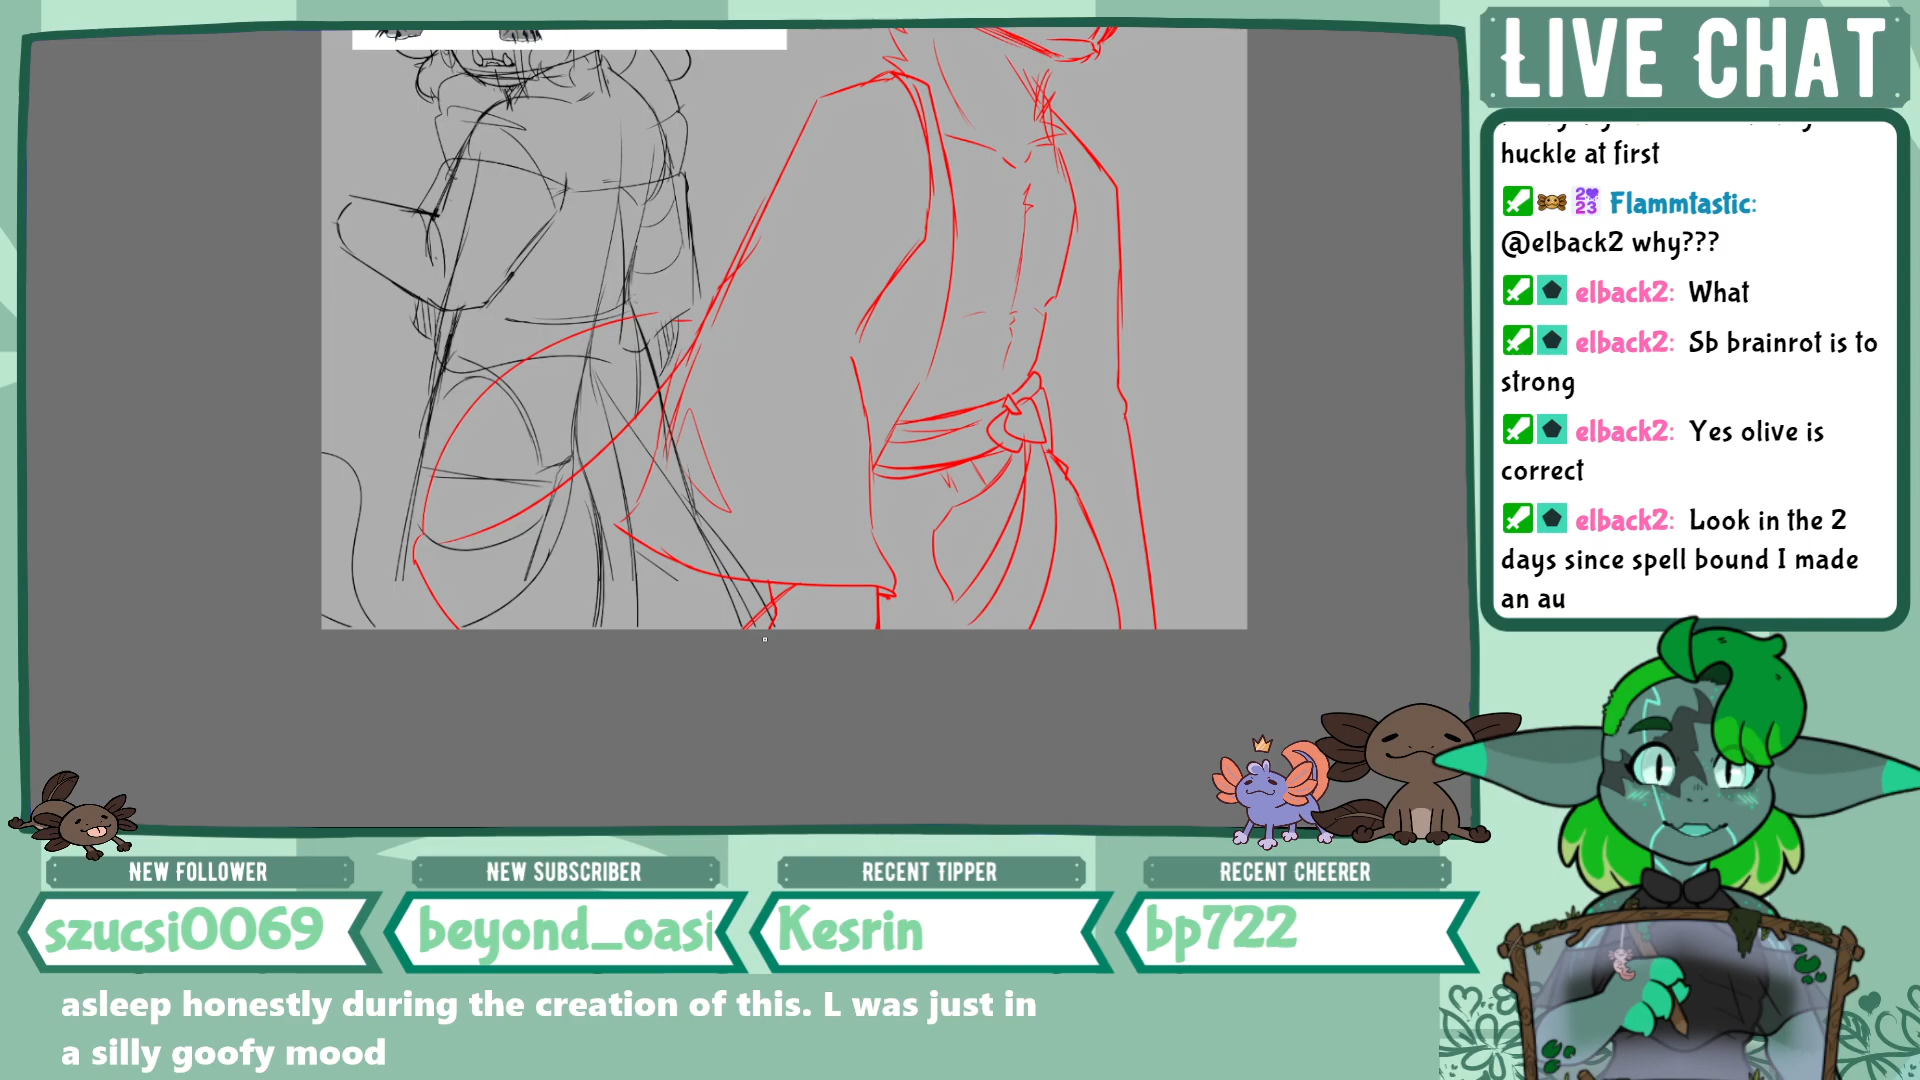 LIVE CHAT
huckle at first
Flammtastic:
@elback2 why???
elback2: What
elback2: Sb brainrot is to
strong
elback2: Yes olive is
correct
elback2: Look in the 2
days since spell bound I made
an au
NEW FOLLOWER
NEW SUBSCRIBER
RECENT TIPPER
RECENT CHEERER
szucsi0069
beyond_oasi
Kesrin
bp722
asleep honestly during the creation of this. L was just in
a silly goofy mood